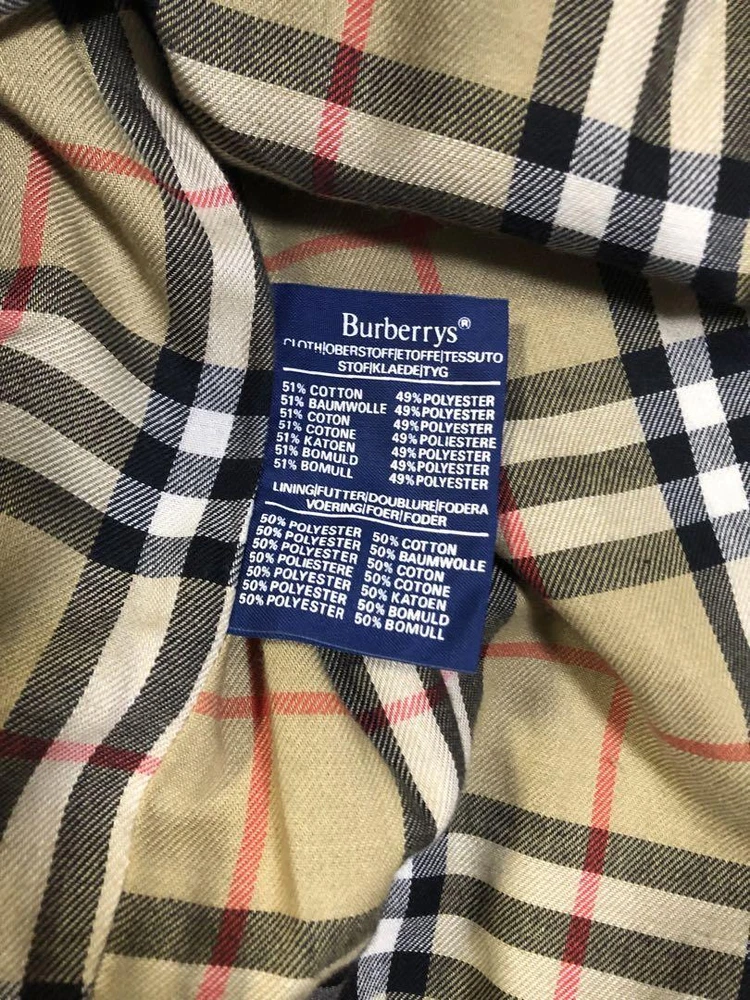 Burberrys®
CLOTH|OBERSTOFF|ETOFFE|TESSUTO
STOF|KLAEDE|TYG
51% COTTON 49% POLYESTER
51% BAUMWOLLE 49% POLYESTER
51% COTON 49% POLYESTER
51% COTONE 49% POLIESTERE
51% KATOEN 49% POLYESTER
51% BOMULD 49% POLYESTER
51% BOMULL 49% POLYESTER
LINING|FUTTER|DOUBLURE|FODERA
VOERING|FOER|FODER
50% POLYESTER 50% COTTON
50% POLYESTER 50% BAUMWOLLE
50% POLYESTER 50% COTON
50% POLIESTERE 50% COTONE
50% POLYESTER 50% KATOEN
50% POLYESTER 50% BOMULD
50% POLYESTER 50% BOMULL